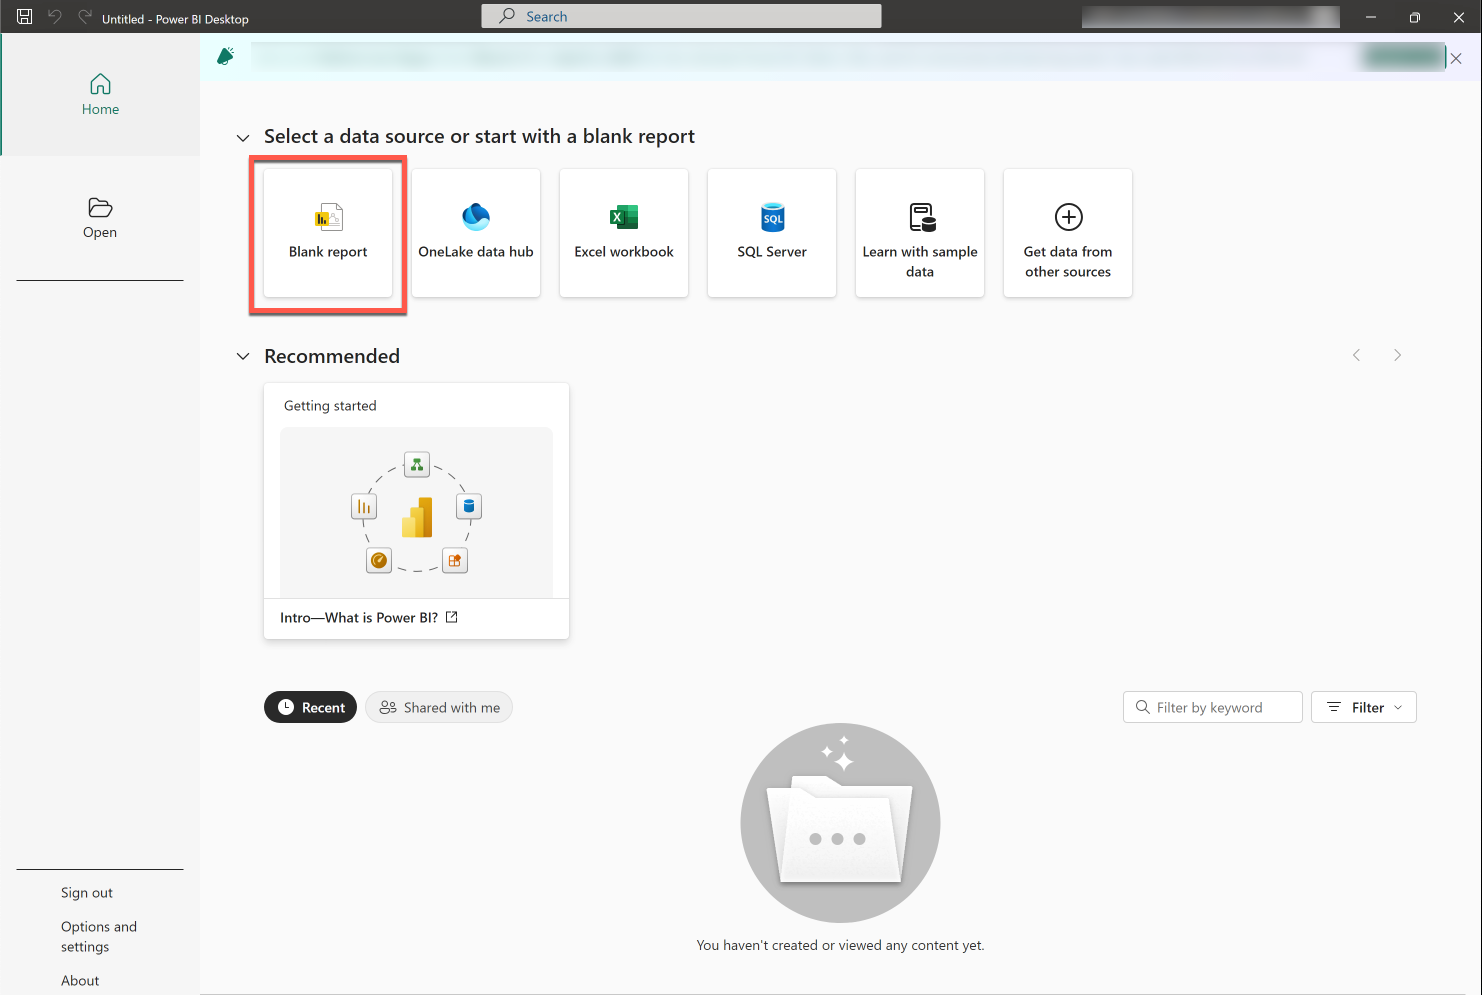 Untitled - Power BI Desktop
Search
Home
Open
Select a data source or start with a blank report
Blank report
OneLake data hub
X
Excel workbook
SQL
SQL Server
Learn with sample
data
Get data from
other sources
Recommended
Getting started
Intro—What is Power BI?
Recent
Shared with me
Filter by keyword
Filter
You haven't created or viewed any content yet.
Sign out
Options and
settings
About